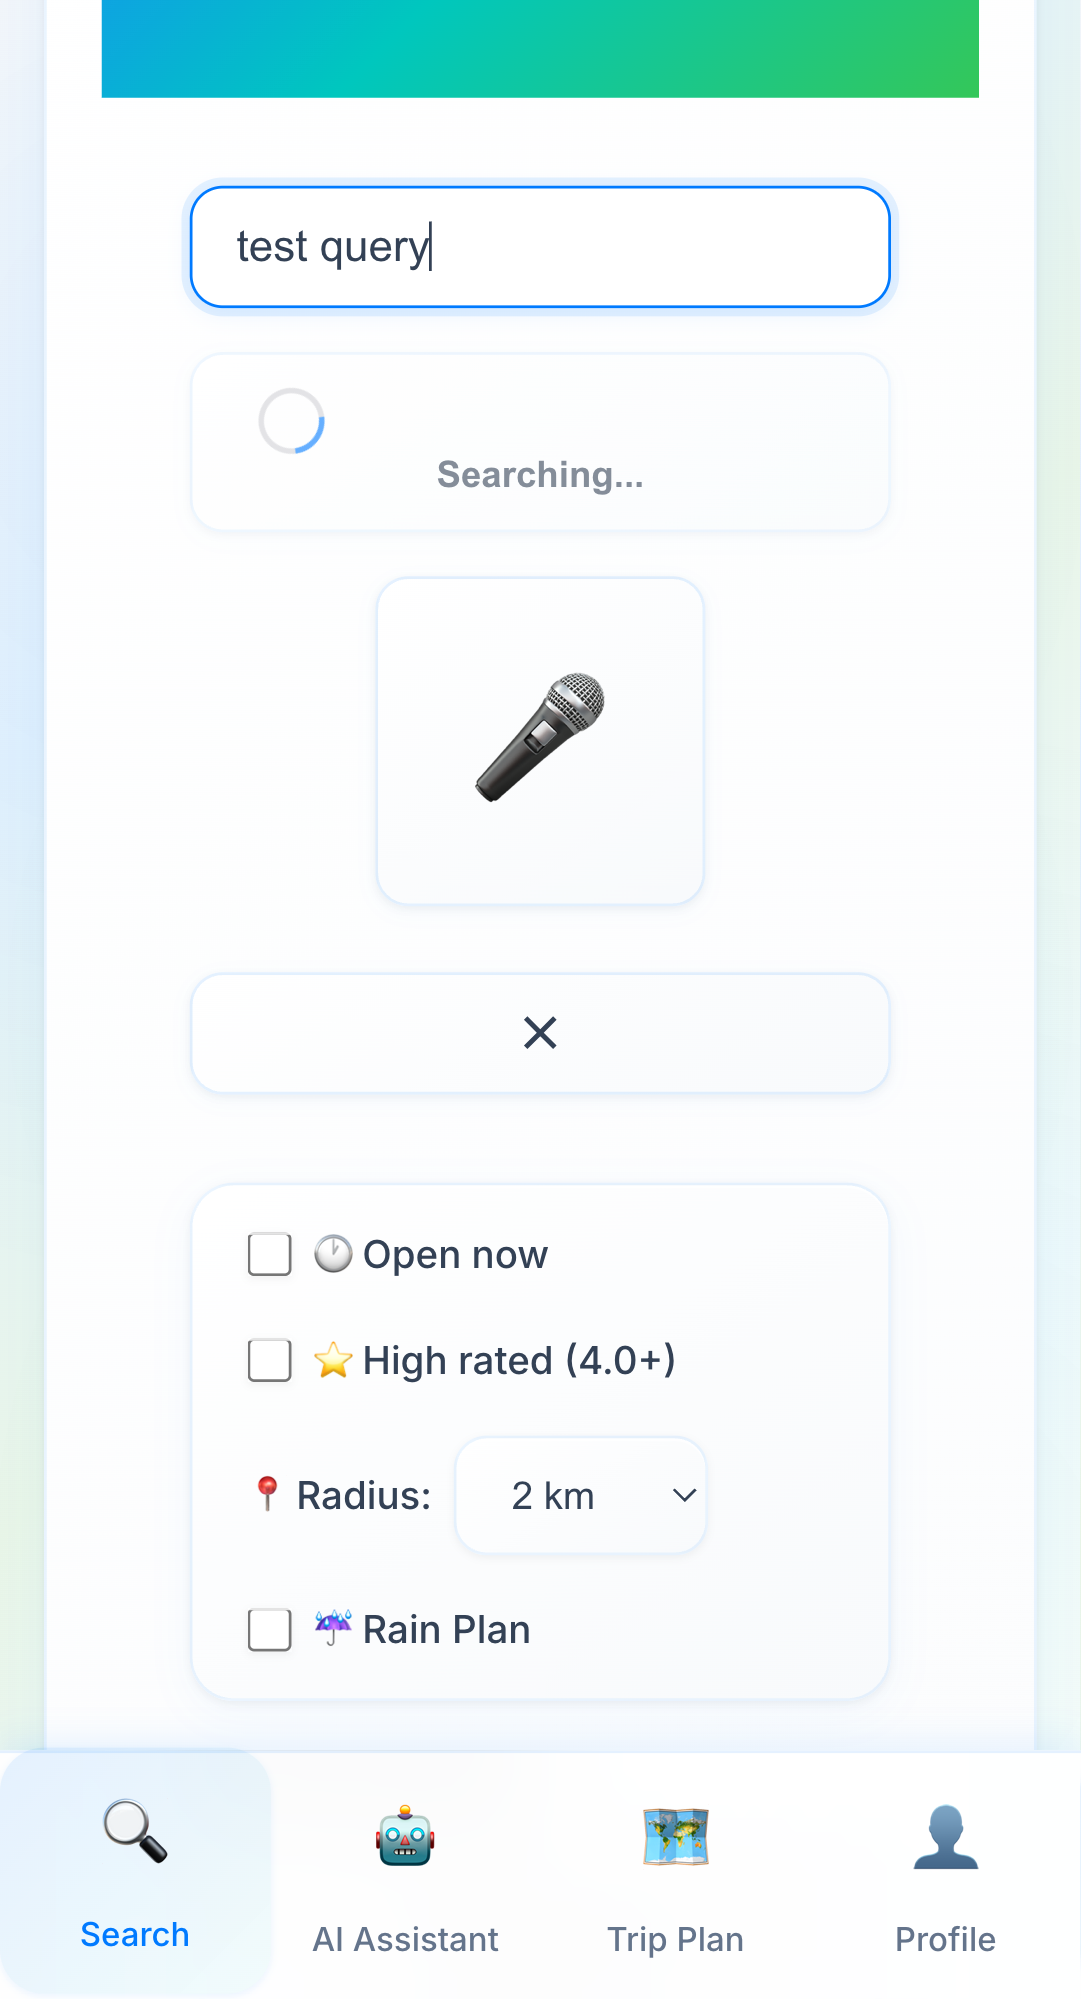 test query
Searching...
×
Open now
High rated (4.0+)
Radius: 2 km
Rain Plan
Search AI Assistant Trip Plan Profile